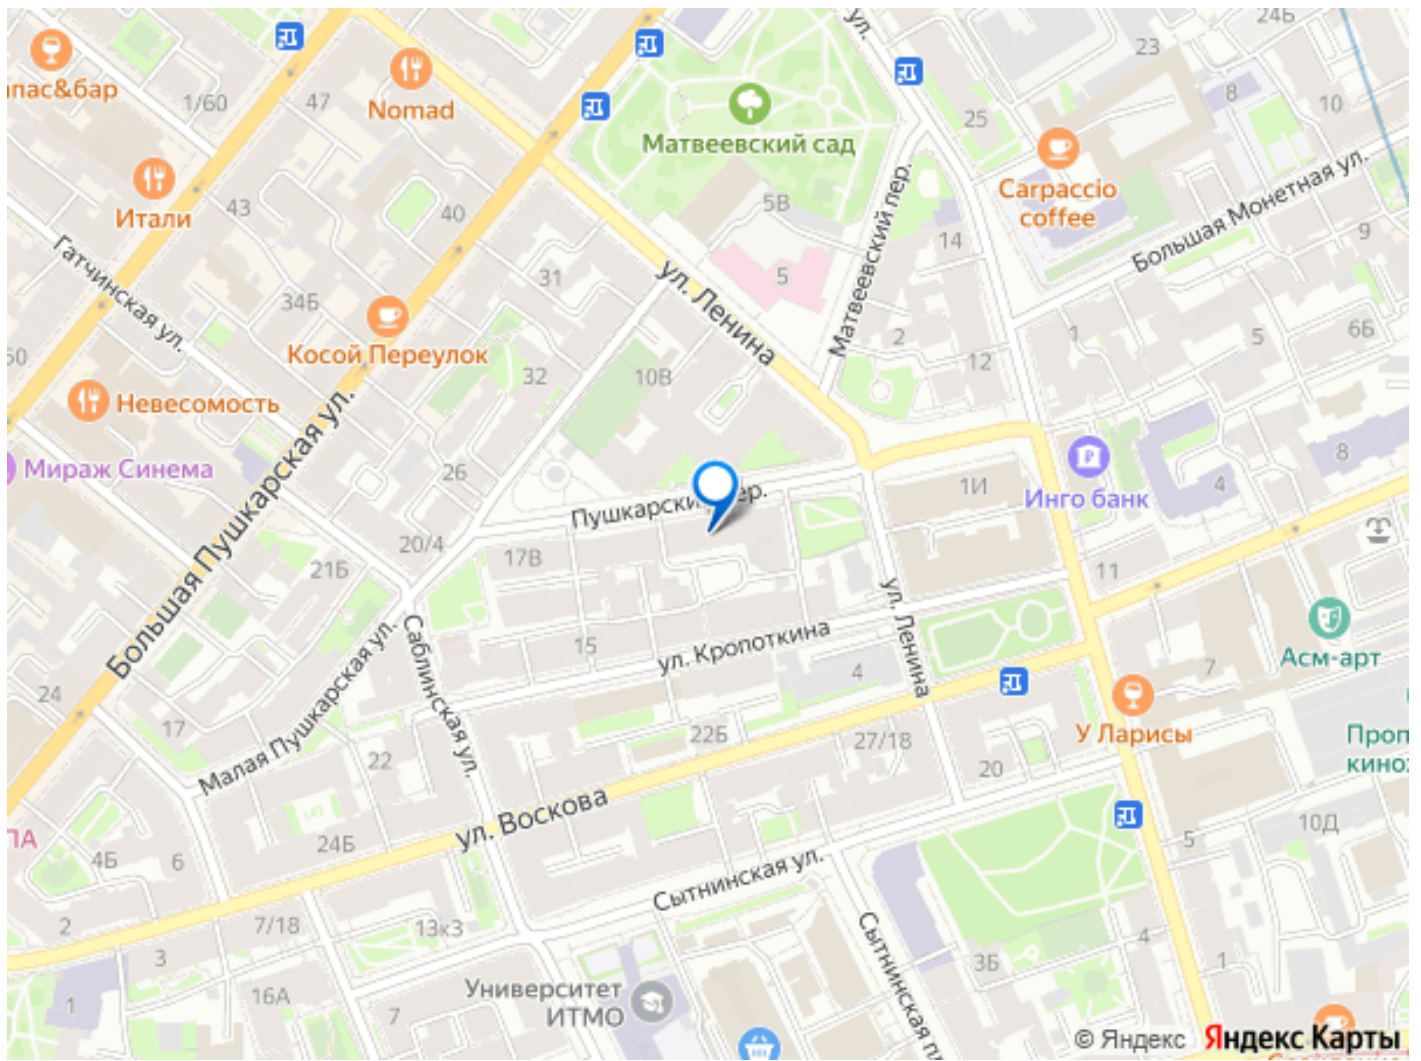 24Б
23
8
10
ул.
апас&бар
1/60
47
Nomad
25
Матвеевский сад
Carpaccio
coffee
Большая Монетная ул.
9
Итали
43
40
5В
14
Матвеевский пер.
Гатчинская ул.
31
5
ул. Ленина
34Б
2
1
5
6Б
Косой Переулок
50
32
10В
12
Невесомость
Мираж Синема
26
Большая Пушкарская ул.
8
Инго банк
4
1И
Пушкарски
ер.
20/4
17В
21Б
11
ул. Ленина
Саблинская ул.
15
ул. Кропоткина
4
7
Асм-арт
24
17
Малая Пушкарская ул.
22
22Б
27/18
20
У Ларисы
Проп
кино
ПА
4Б
6
24Б
ул. Воскова
5
10Д
Сытнинская ул.
2
7/18
13к3
3
4
1
16А
7
Университет
ИТМО
Сытнинская пл
3Б
1
© Яндекс Яндекс Карты